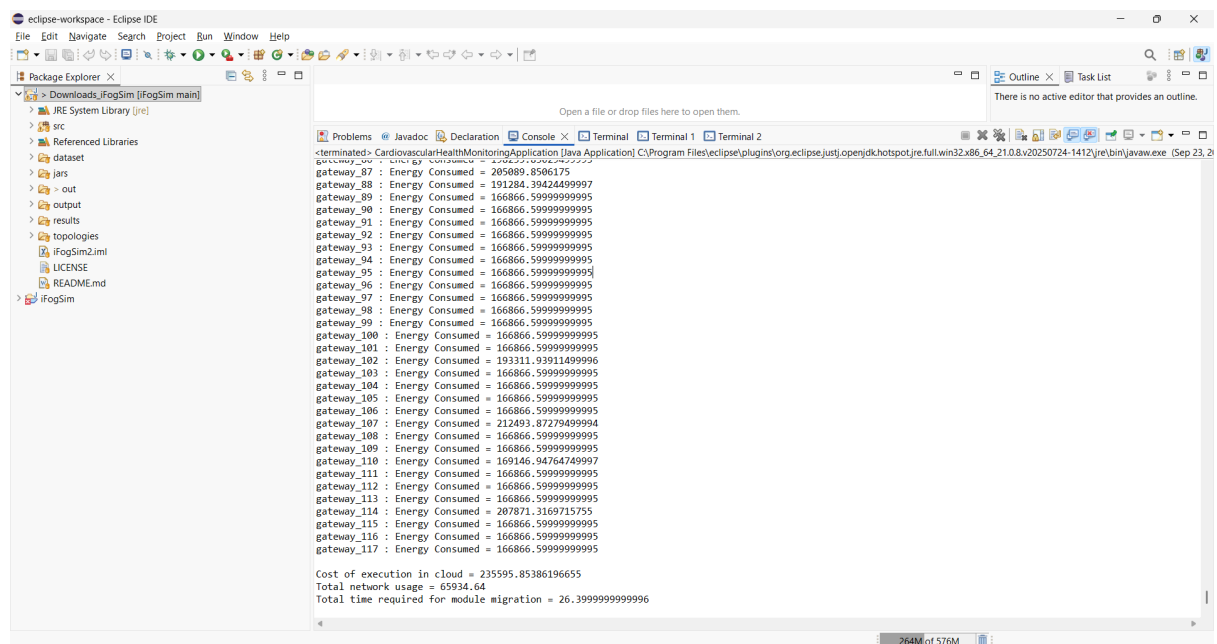 eclipse-workspace - Eclipse IDE
File Edit Navigate Search Project Run Window Help
Package Explorer
Outline
Task List
> Downloads_iFogSim [iFogSim main]
JRE System Library [jre]
src
Referenced Libraries
dataset
jars
> out
output
results
topologies
iFogSim2.iml
LICENSE
README.md
iFogSim
There is no active editor that provides an outline.
Open a file or drop files here to open them.
Problems @ Javadoc Declaration Console Terminal Terminal 1 Terminal 2
<terminated> CardiovascularHealthMonitoringApplication [Java Application] C:\Program Files\eclipse\plugins\org.eclipse.justj.openjdk.hotspot.jre.full.win32.x86_64_21.0.8.v20250724-1412\jre\bin\javaw.exe (Sep 23, 2
gateway_87 : Energy Consumed = 205089.8506175
gateway_88 : Energy Consumed = 191284.39424499997
gateway_89 : Energy Consumed = 166866.59999999995
gateway_90 : Energy Consumed = 166866.59999999995
gateway_91 : Energy Consumed = 166866.59999999995
gateway_92 : Energy Consumed = 166866.59999999995
gateway_93 : Energy Consumed = 166866.59999999995
gateway_94 : Energy Consumed = 166866.59999999995
gateway_95 : Energy Consumed = 166866.59999999995
gateway_96 : Energy Consumed = 166866.59999999995
gateway_97 : Energy Consumed = 166866.59999999995
gateway_98 : Energy Consumed = 166866.59999999995
gateway_99 : Energy Consumed = 166866.59999999995
gateway_100 : Energy Consumed = 166866.59999999995
gateway_101 : Energy Consumed = 166866.59999999995
gateway_102 : Energy Consumed = 193311.93911499996
gateway_103 : Energy Consumed = 166866.59999999995
gateway_104 : Energy Consumed = 166866.59999999995
gateway_105 : Energy Consumed = 166866.59999999995
gateway_106 : Energy Consumed = 166866.59999999995
gateway_107 : Energy Consumed = 212493.87279499994
gateway_108 : Energy Consumed = 166866.59999999995
gateway_109 : Energy Consumed = 166866.59999999995
gateway_110 : Energy Consumed = 169146.94764749997
gateway_111 : Energy Consumed = 166866.59999999995
gateway_112 : Energy Consumed = 166866.59999999995
gateway_113 : Energy Consumed = 166866.59999999995
gateway_114 : Energy Consumed = 207871.3169715755
gateway_115 : Energy Consumed = 166866.59999999995
gateway_116 : Energy Consumed = 166866.59999999995
gateway_117 : Energy Consumed = 166866.59999999995
Cost of execution in cloud = 235595.85386196655
Total network usage = 65934.64
Total time required for module migration = 26.3999999999996
264M of 576M